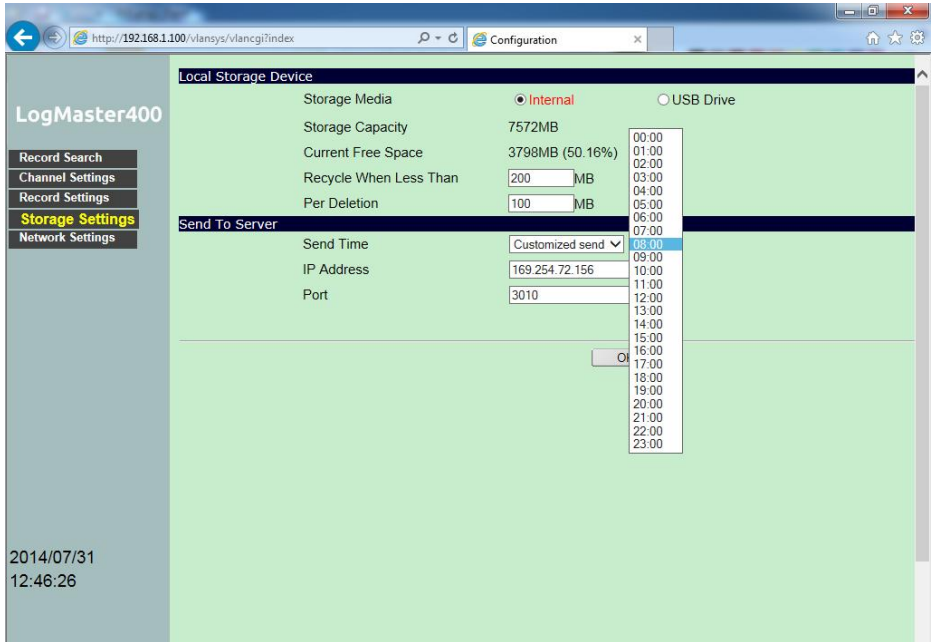 http://192.168.1.100/vlansys/vlancgi?index
Configuration
LogMaster400
Record Search
Channel Settings
Record Settings
Storage Settings
Network Settings
2014/07/31
12:46:26
Local Storage Device
Storage Media Internal USB Drive
Storage Capacity 7572MB
Current Free Space 3798MB (50.16%)
Recycle When Less Than 200 MB
Per Deletion 100 MB
Send To Server
Send Time Customized send
IP Address 169.254.72.156
Port 3010
00:00
01:00
02:00
03:00
04:00
05:00
06:00
07:00
08:00
09:00
10:00
11:00
12:00
13:00
14:00
15:00
16:00
17:00
18:00
19:00
20:00
21:00
22:00
23:00